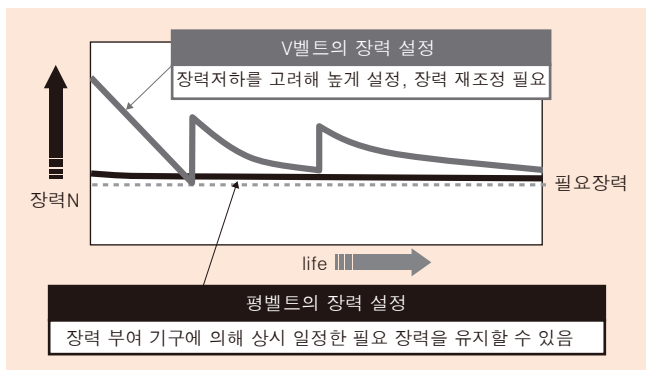 V벨트의 장력 설정
장력저하를 고려해 높게 설정, 장력 재조정 필요
필요장력
장력N
life
평벨트의 장력 설정
장력 부여 기구에 의해 상시 일정한 필요 장력을 유지할 수 있음